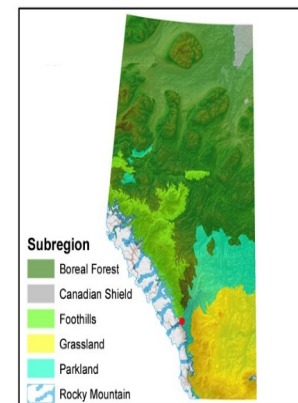 Subregion
Boreal Forest
Canadian Shield
Foothills
Grassland
Parkland
Rocky Mountain